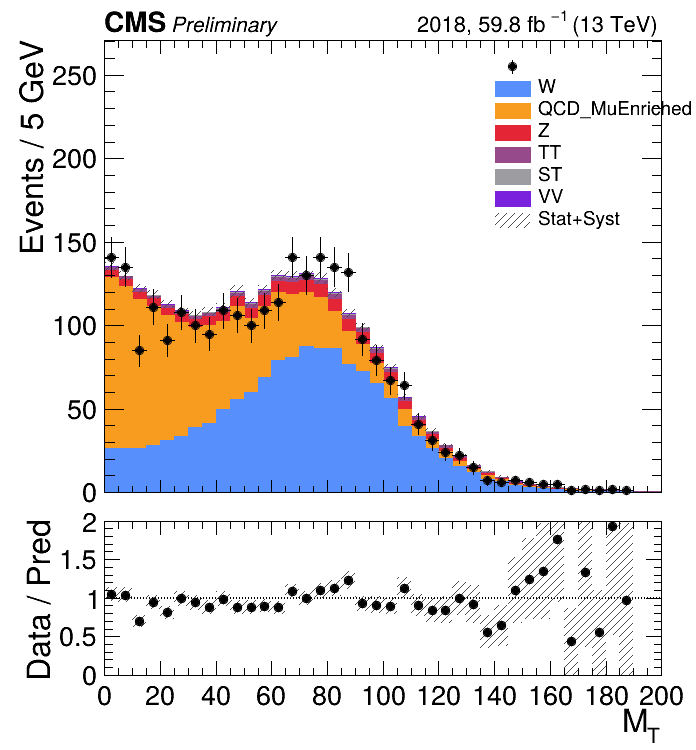 CMS Preliminary 2018, 59.8 fb⁻¹ (13 TeV)
Events / 5 GeV
250
200
150
100
50
0
W
QCD_MuEnriched
Z
TT
ST
VV
Stat+Syst
Data / Pred
2
1.5
1
0.5
0
0 20 40 60 80 100 120 140 160 180 200
M_T